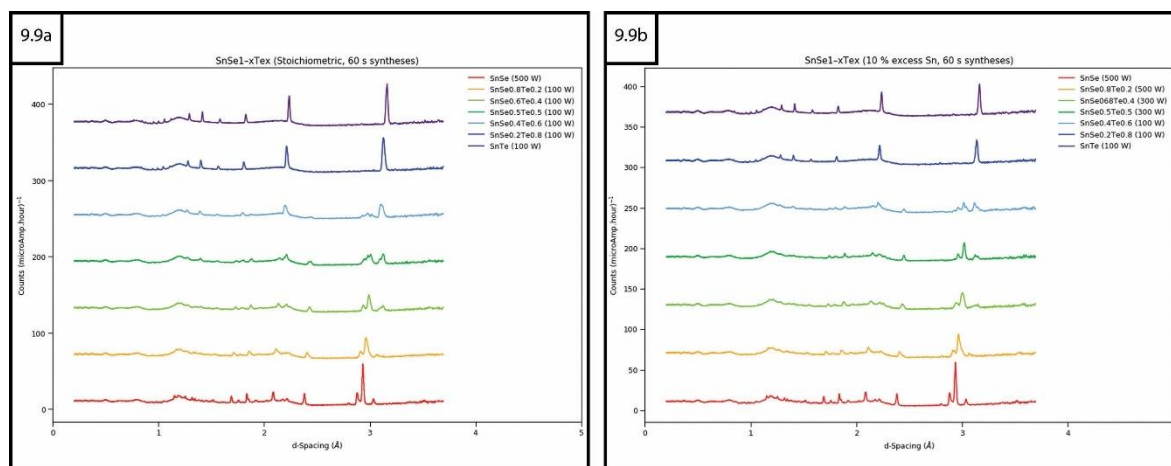 9.9a
SnSe1–xTex (Stoichiometric, 60 s syntheses)
SnSe (500 W)
SnSe0.8Te0.2 (100 W)
SnSe0.6Te0.4 (100 W)
SnSe0.5Te0.5 (100 W)
SnSe0.4Te0.6 (100 W)
SnSe0.2Te0.8 (100 W)
SnTe (100 W)
Counts (microAmp.hour)⁻¹
400
300
200
100
0
0 1 2 3 4 5
d-Spacing (Å)
9.9b
SnSe1–xTex (10 % excess Sn, 60 s syntheses)
SnSe (500 W)
SnSe0.8Te0.2 (500 W)
SnSe068Te0.4 (300 W)
SnSe0.5Te0.5 (100 W)
SnSe0.4Te0.6 (100 W)
SnSe0.2Te0.8 (100 W)
SnTe (100 W)
Counts (microAmp.hour)⁻¹
400
350
300
250
200
150
100
50
0
0 1 2 3 4 5
d-Spacing (Å)